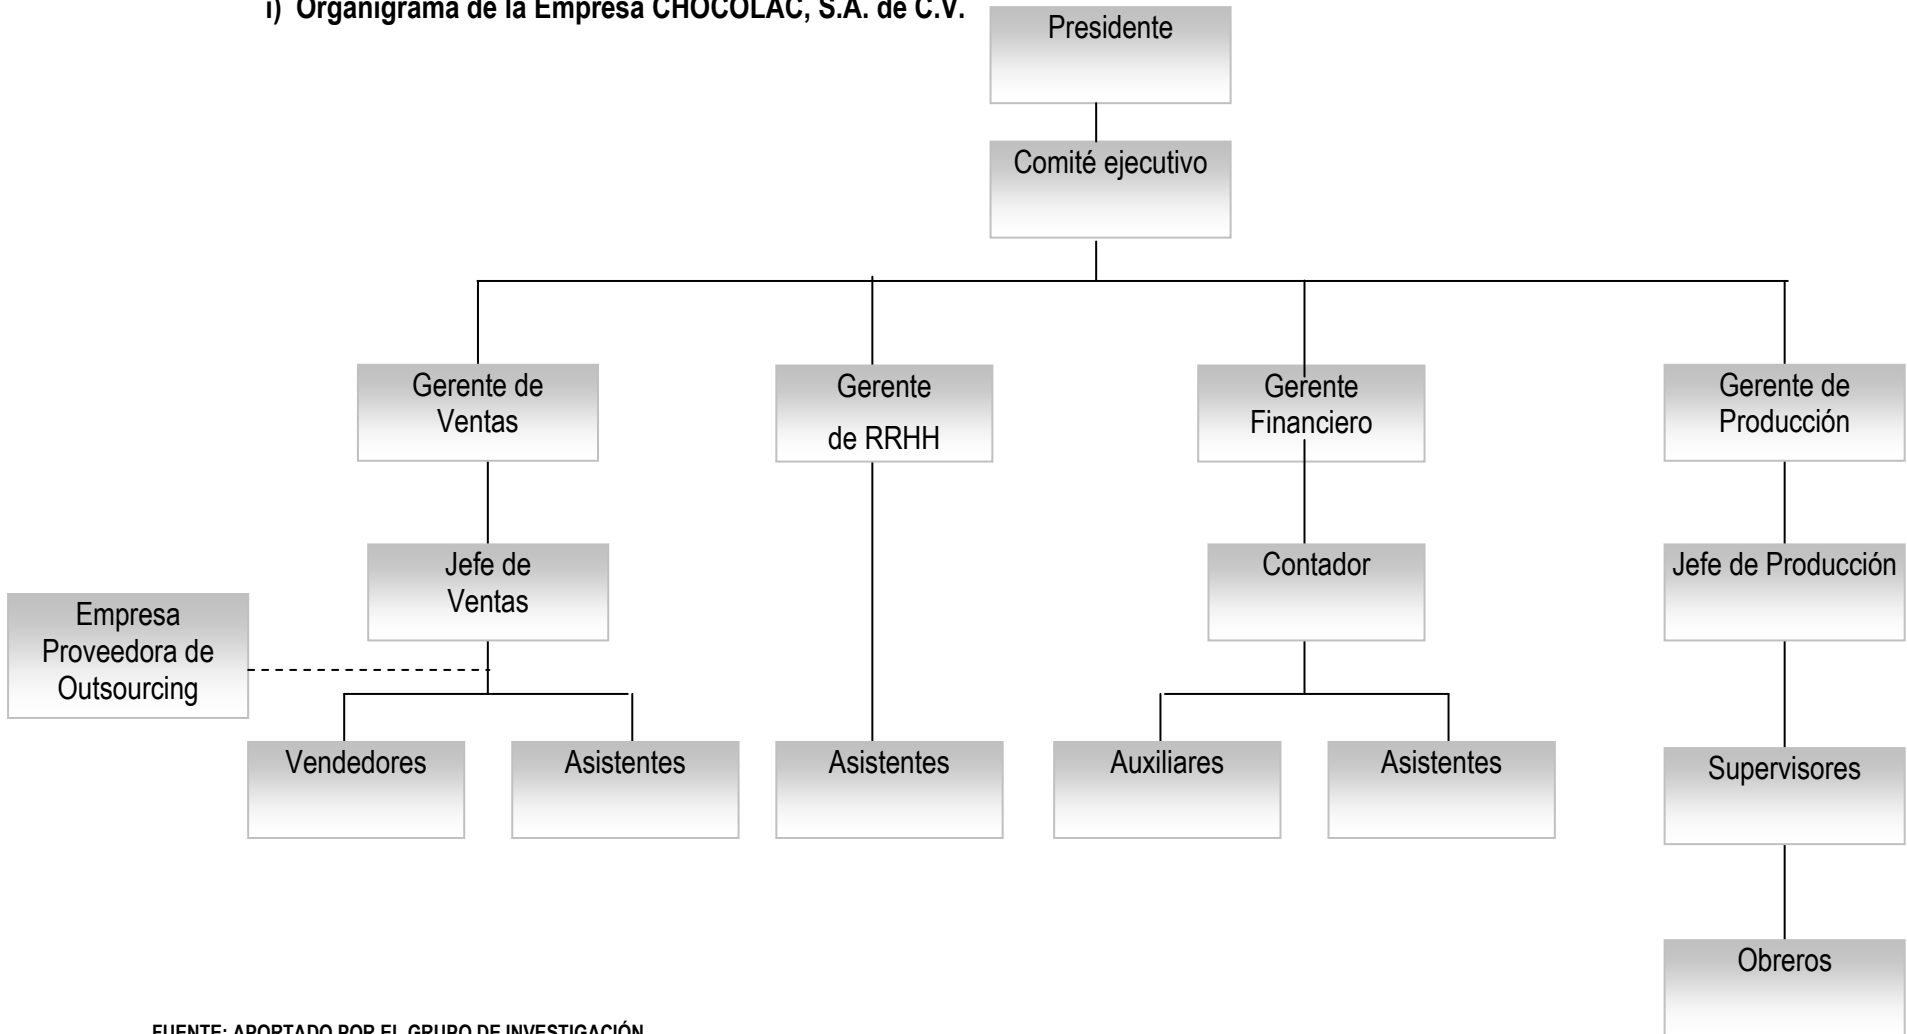 i) Organigrama de la Empresa CHOCOLAC, S.A. de C.V.
Presidente
Comité ejecutivo
Gerente de
Ventas
Gerente
de RRHH
Gerente
Financiero
Gerente de
Producción
Jefe de
Ventas
Contador
Jefe de Producción
Empresa
Proveedora de
Outsourcing
Vendedores
Asistentes
Asistentes
Auxiliares
Asistentes
Supervisores
Obreros
FUENTE: APORTADO POR EL GRUPO DE INVESTIGACIÓN